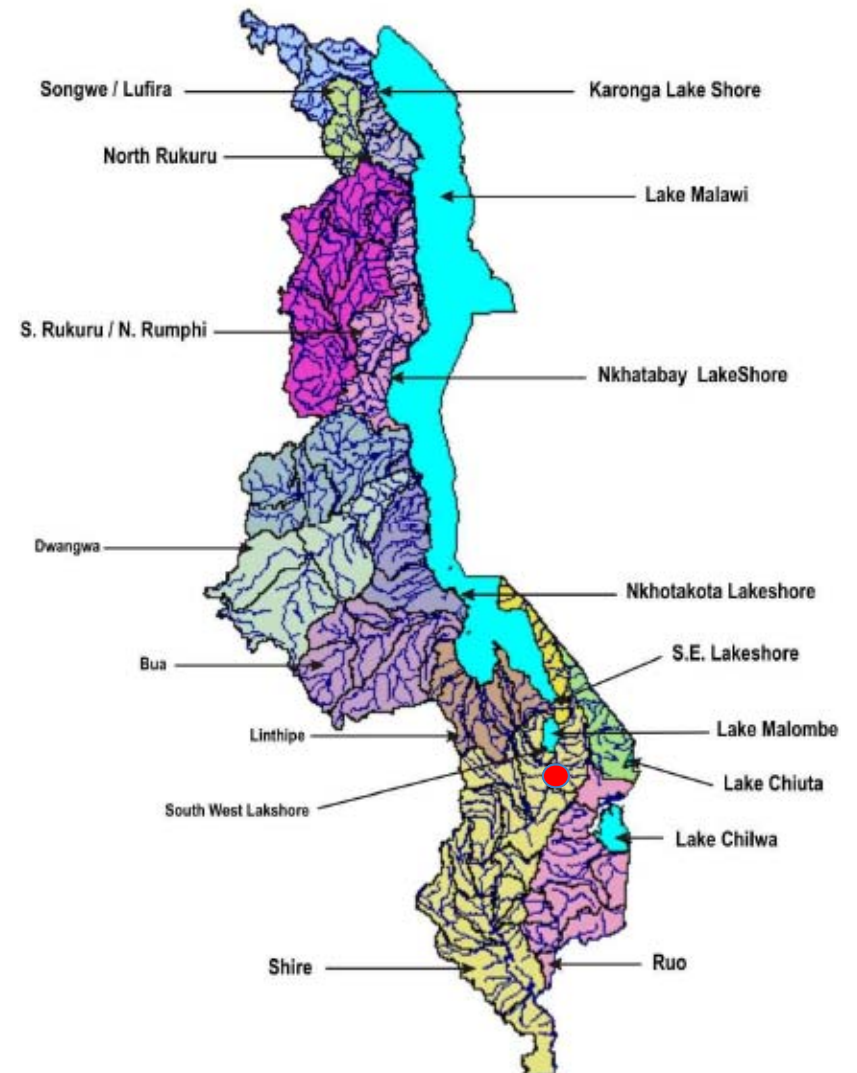 Songwe / Lufira
Karonga Lake Shore
North Rukuru
Lake Malawi
S. Rukuru / N. Rumphi
Nkhatabay LakeShore
Dwangwa
Nkhotakota Lakeshore
S.E. Lakeshore
Bua
Lake Malombe
Linthipe
Lake Chiuta
South West Lakshore
Lake Chilwa
Shire
Ruo